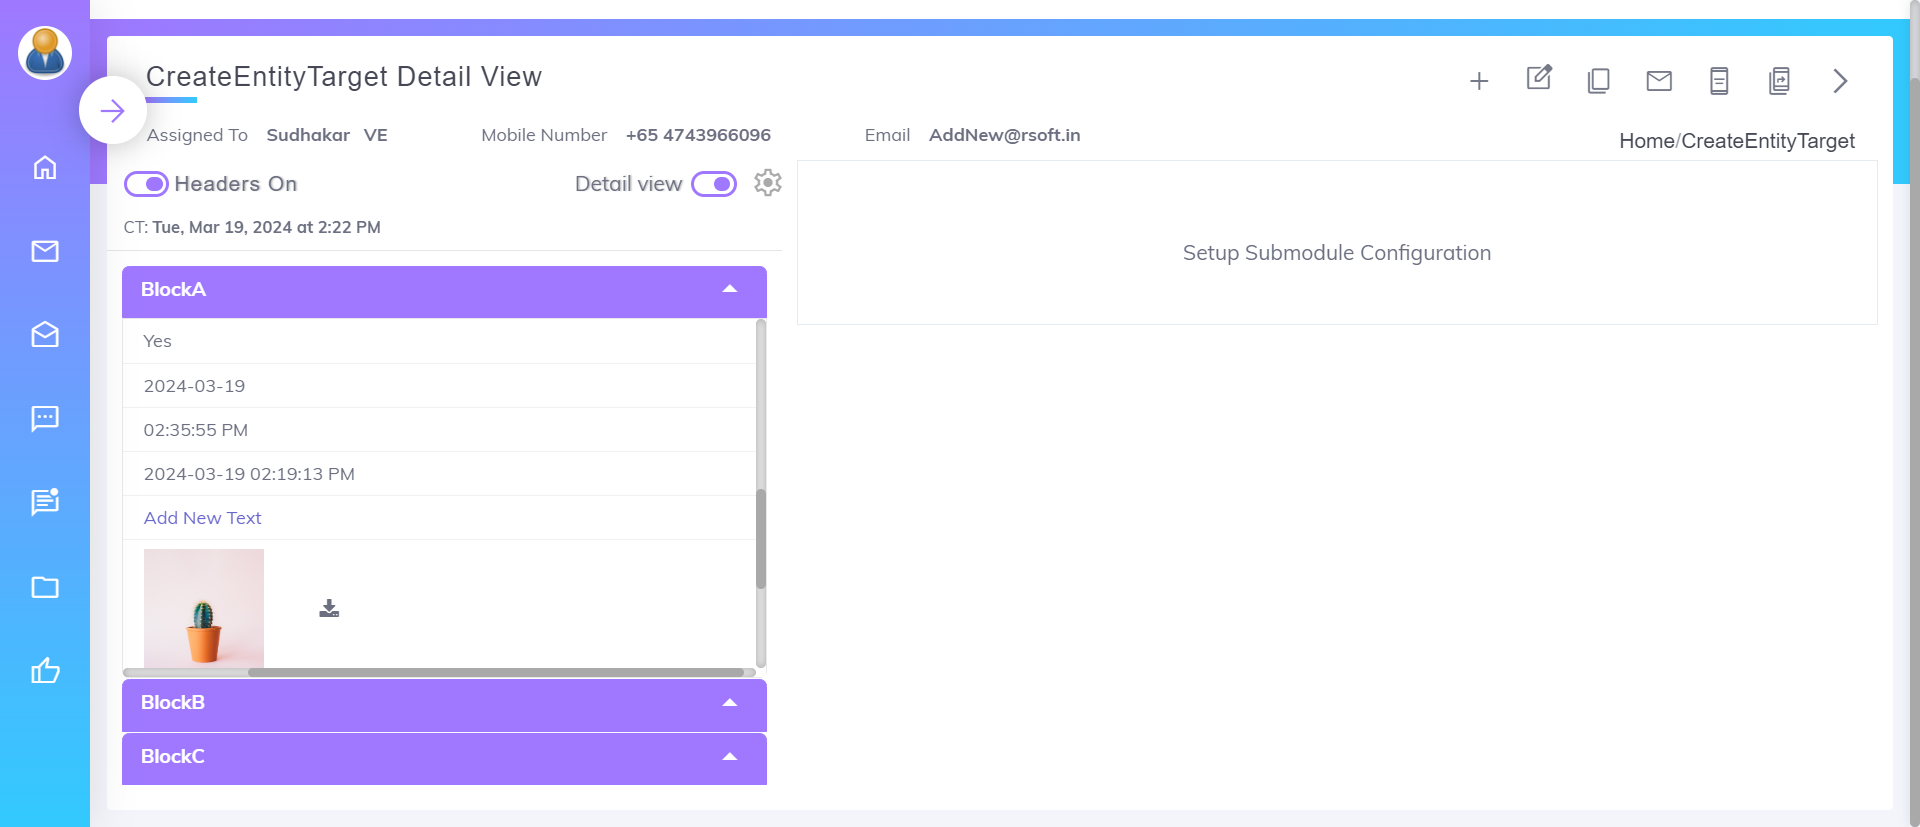 CreateEntityTarget Detail View
Assigned To Sudhakar VE Mobile Number +65 4743966096 Email AddNew@rsoft.in
Home/CreateEntityTarget
Headers On Detail view
CT: Tue, Mar 19, 2024 at 2:22 PM
Setup Submodule Configuration
BlockA
Yes
2024-03-19
02:35:55 PM
2024-03-19 02:19:13 PM
Add New Text
BlockB
BlockC